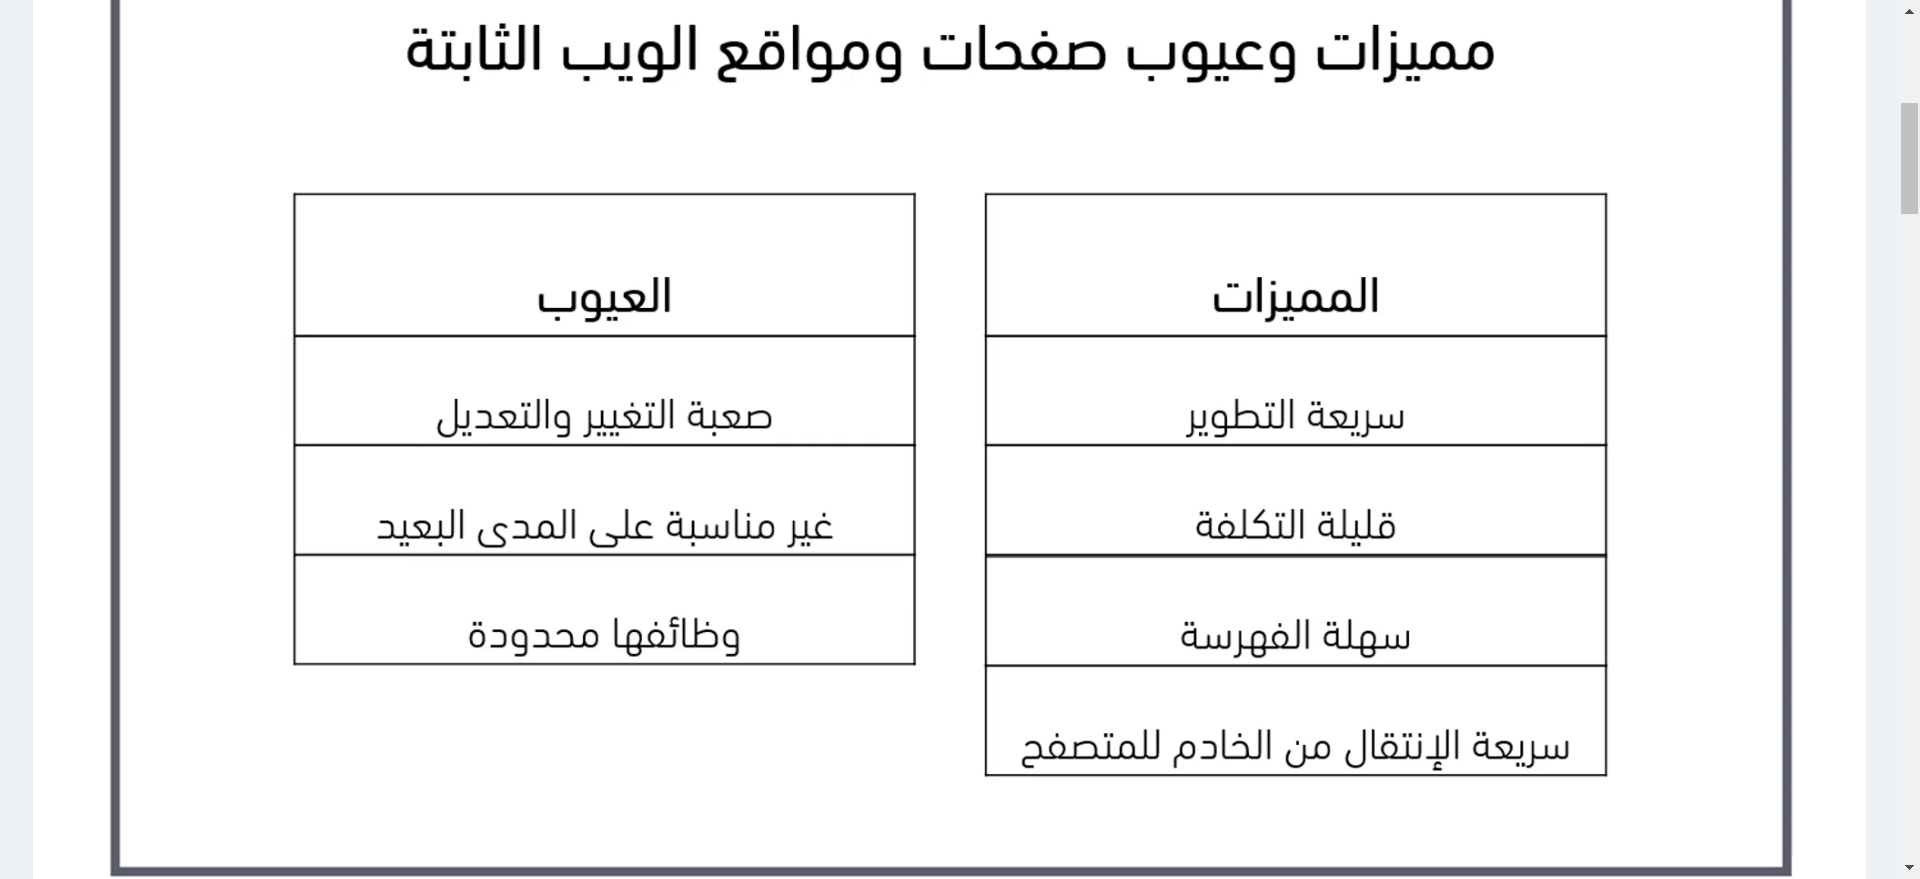 مميزات وعيوب صفحات ومواقع الويب الثابتة
المميزات
سريعة التطوير
قليلة التكلفة
سهلة الفهرسة
سريعة الإنتقال من الخادم للمتصفح
العيوب
صعبة التغيير والتعديل
غير مناسبة على المدى البعيد
وظائفها محدودة